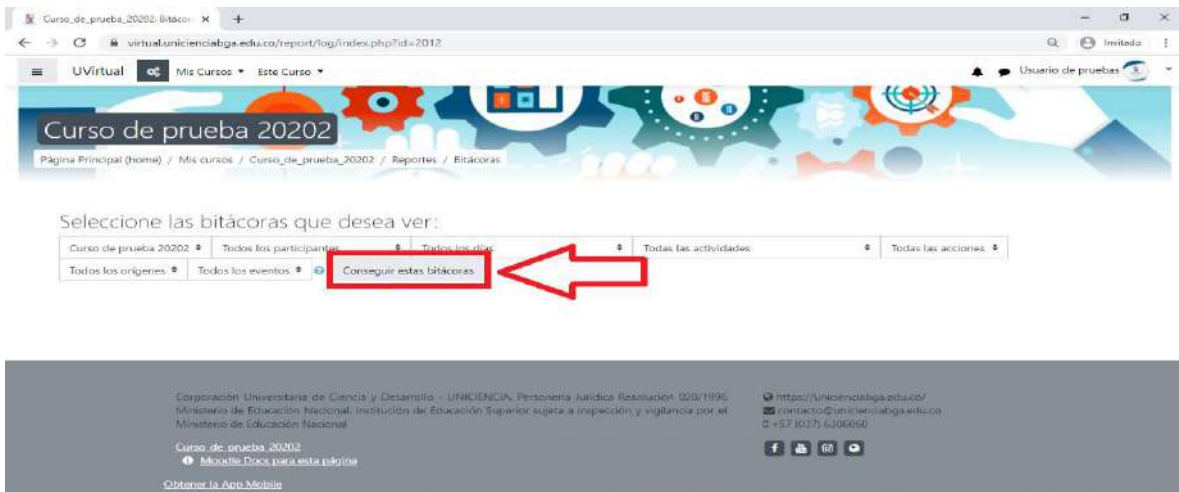 Curso_de_prueba_20202: Bitácor
virtual.unicienciabga.edu.co/report/log/index.php?id=2012
Invitado
UVirtual Mis Cursos Este Curso Usuario de pruebas
Curso de prueba 20202
Página Principal (home) / Mis cursos / Curso_de_prueba_20202 / Reportes / Bitácoras
Seleccione las bitácoras que desea ver:
Curso de prueba 20202 Todos los participantes Todos los días Todas las actividades Todas las acciones
Todos los orígenes Todos los eventos Conseguir estas bitácoras
Corporación Universitaria de Ciencia y Desarrollo - UNICIENCIA, Personería Jurídica Resolución 020/1996
Ministerio de Educación Nacional. Institución de Educación Superior sujeta a inspección y vigilancia por el
Ministerio de Educación Nacional
https://unicienciabga.edu.co/
contacto@unicienciabga.edu.co
+57 (037) 6306060
Curso_de_prueba_20202
Moodle Docs para esta página
Obtener la App Mobile